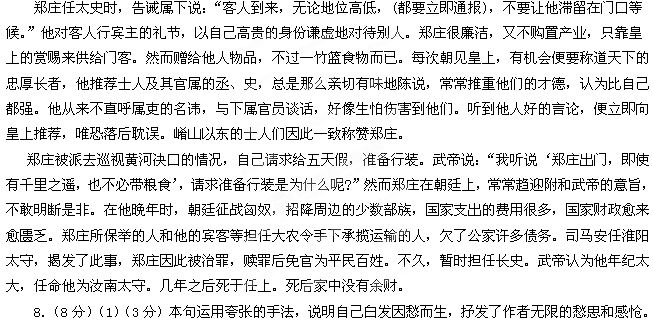 郑庄任太史时，告诫属下说：“客人到来，无论地位高低，(都要立即通报)，不要让他滞留在门口等
候。”他对客人行宾主的礼节，以自己高贵的身份谦虚地对待别人。郑庄很廉洁，又不购置产业，只靠皇
上的赏赐来供给门客。然而赠给他人物品，不过一竹篮食物而已。每次朝见皇上，有机会便要称道天下的
忠厚长者，他推荐士人及其官属的丞、史，总是那么亲切有味地陈说，常常推重他们的才德，认为比自己
都强。他从来不直呼属吏的名讳，与下属官员谈话，好像生怕伤害到他们。听到他人好的言论，便立即向
皇上推荐，唯恐落后耽误。崤山以东的士人们因此一致称赞郑庄。
郑庄被派去巡视黄河决口的情况，自己请求给五天假，准备行装。武帝说：“我听说‘郑庄出门，即使
有千里之遥，也不必带粮食’，请求准备行装是为什么呢?”然而郑庄在朝廷上，常常趋迎附和武帝的意旨，
不敢明断是非。在他晚年时，朝廷征战匈奴，招降周边的少数部族，国家支出的费用很多，国家财政愈来
愈匮乏。郑庄所保举的人和他的宾客等担任大农令手下承揽运输的人，欠了公家许多债务。司马安任淮阳
太守，揭发了此事，郑庄因此被治罪，赎罪后免官为平民百姓。不久，暂时担任长史。武帝认为他年纪太
大，任命他为汝南太守。几年之后死于任上。死后家中没有余财。
8.(8分)(1)(3分)本句运用夸张的手法，说明自己白发因愁而生，抒发了作者无限的愁思和感怆。